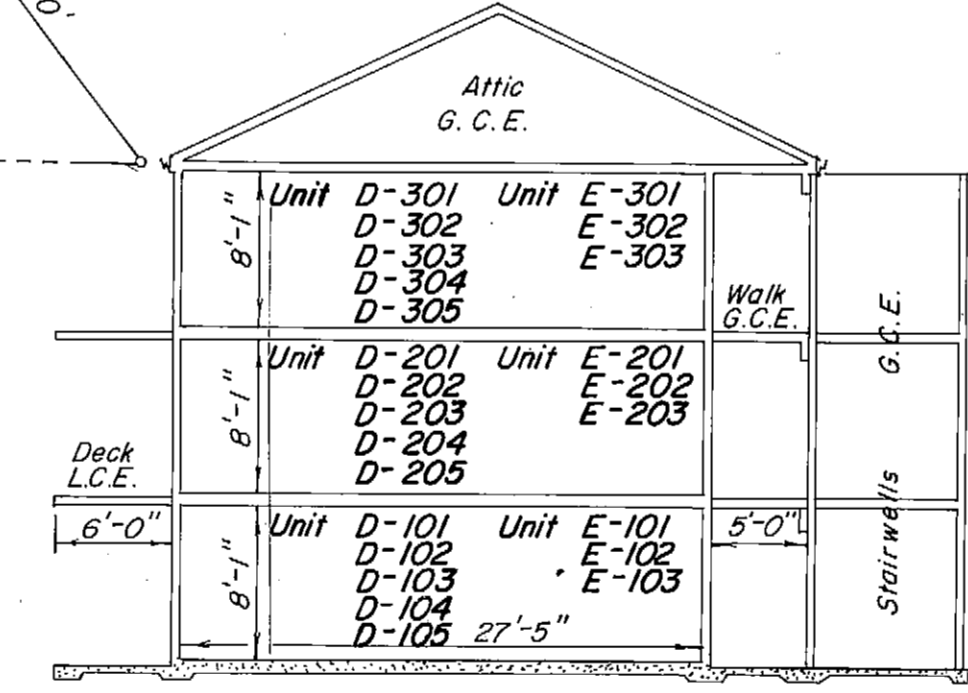 0,
Attic
G. C. E.
Unit D-301 Unit E-301
D-302 E-302
D-303 E-303
D-304
D-305
8'-1"
Walk
G.C.E.
Unit D-201 Unit E-201
D-202 E-202
D-203 E-203
D-204
D-205
8'-1"
Deck
L.C.E.
6'-0"
Unit D-101 Unit E-101
D-102 E-102
D-103 E-103
D-104
D-105 27'-5"
8'-1"
5'-0"
Stairwells G.C.E.